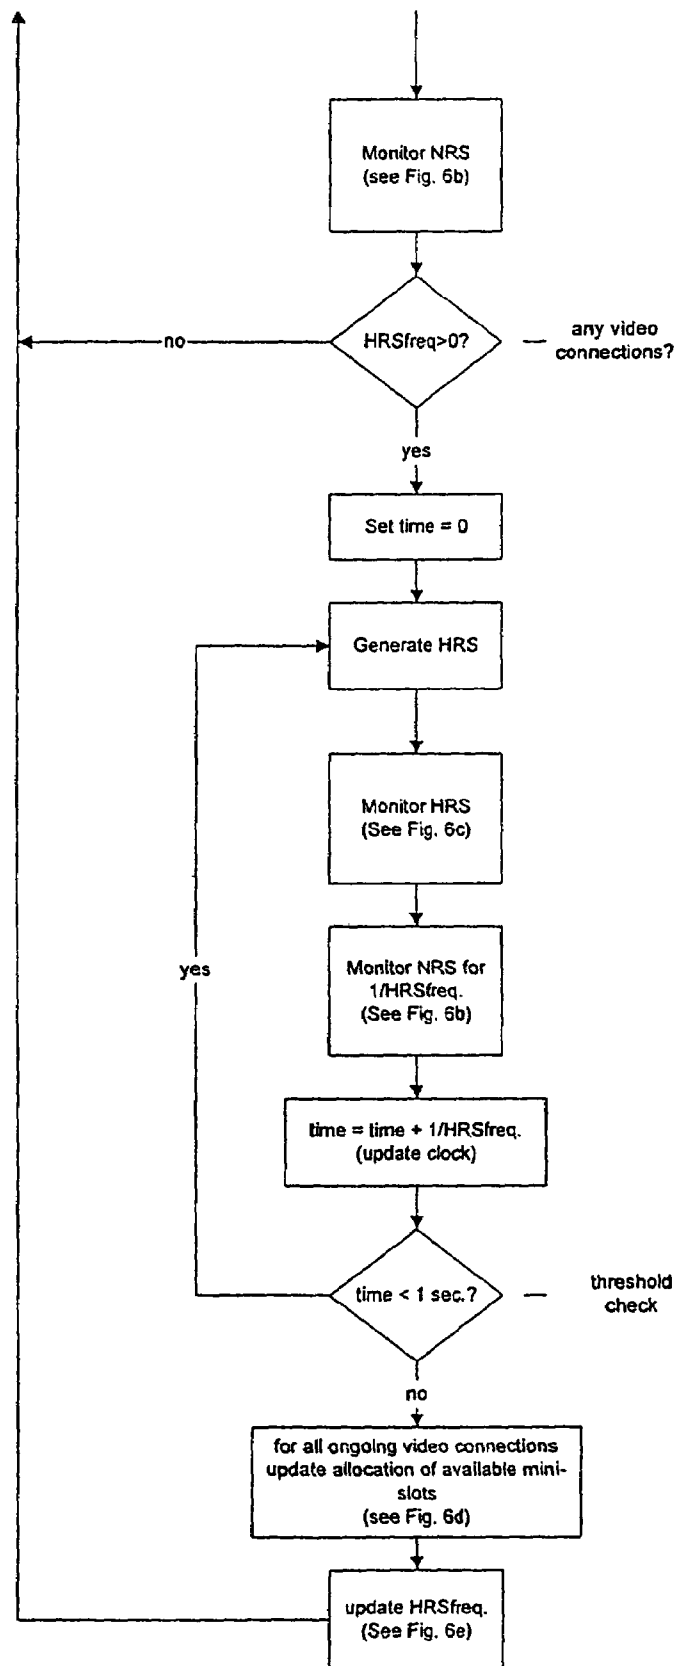 Monitor NRS
(see Fig. 6b)
no
HRSfreq>0?
any video
connections?
yes
Set time = 0
Generate HRS
Monitor HRS
(See Fig. 6c)
yes
Monitor NRS for
1/HRSfreq.
(See Fig. 6b)
time = time + 1/HRSfreq.
(update clock)
time < 1 sec.?
threshold
check
no
for all ongoing video connections
update allocation of available mini-
slots
(see Fig. 6d)
update HRSfreq.
(See Fig. 6e)